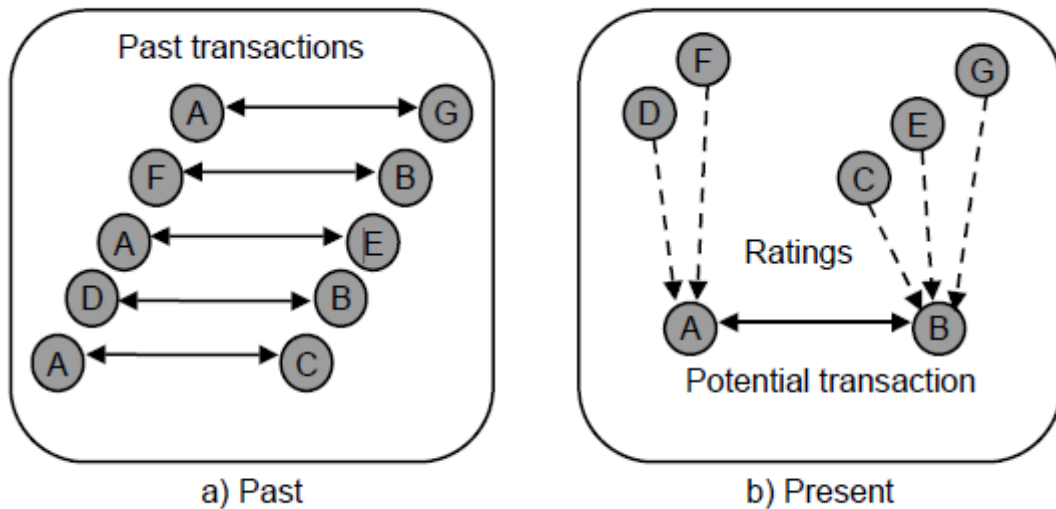 Past transactions
A G
F B
A E
D B
A C
a) Past
F
G
D
E
C
Ratings
A B
Potential transaction
b) Present